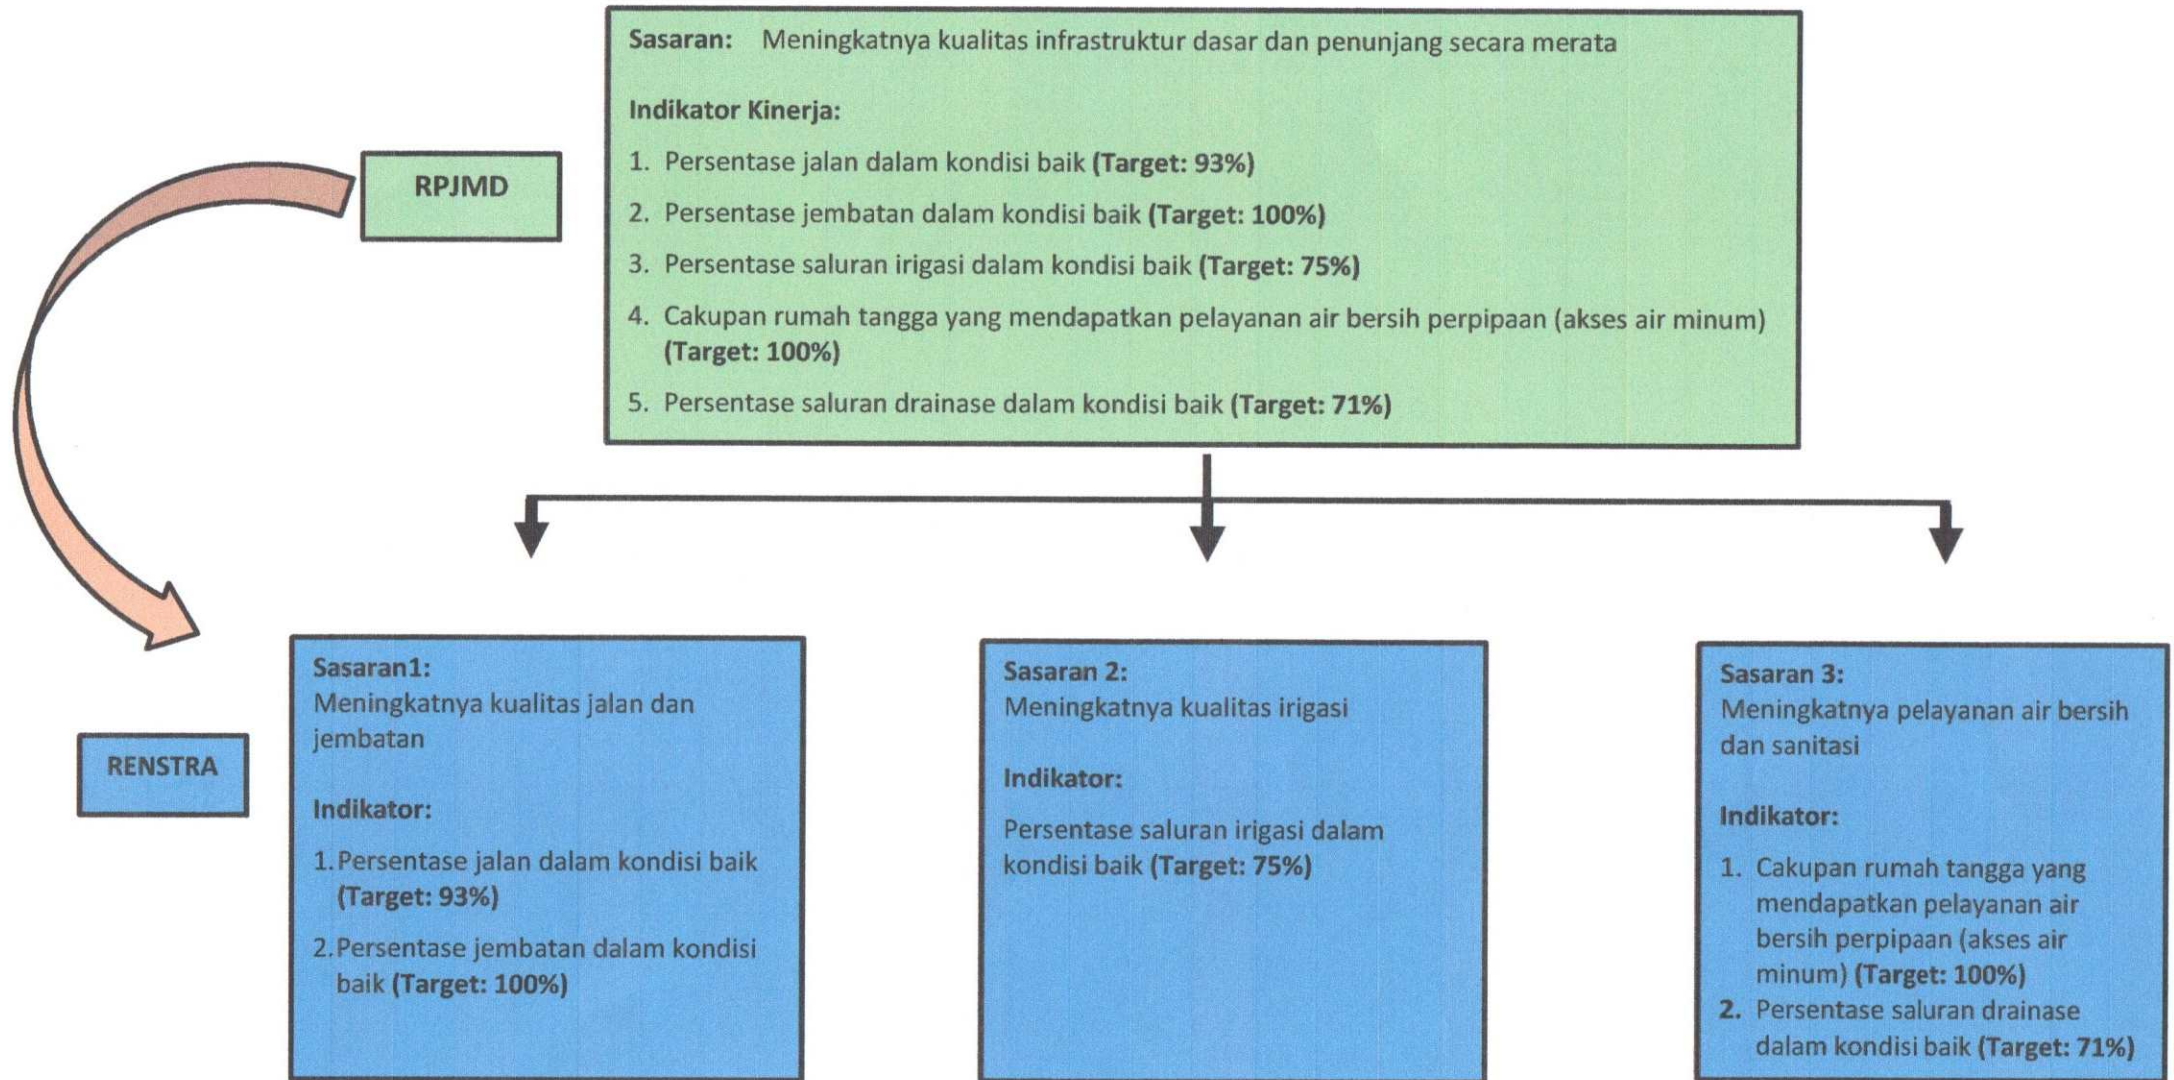 Sasaran: Meningkatnya kualitas infrastruktur dasar dan penunjang secara merata
Indikator Kinerja:
1. Persentase jalan dalam kondisi baik (Target: 93%)
2. Persentase jembatan dalam kondisi baik (Target: 100%)
3. Persentase saluran irigasi dalam kondisi baik (Target: 75%)
4. Cakupan rumah tangga yang mendapatkan pelayanan air bersih perpipaan (akses air minum)
(Target: 100%)
5. Persentase saluran drainase dalam kondisi baik (Target: 71%)
RPJMD
RENSTRA
Sasaran1:
Meningkatnya kualitas jalan dan
jembatan
Indikator:
1.Persentase jalan dalam kondisi baik
(Target: 93%)
2.Persentase jembatan dalam kondisi
baik (Target: 100%)
Sasaran 2:
Meningkatnya kualitas irigasi
Indikator:
Persentase saluran irigasi dalam
kondisi baik (Target: 75%)
Sasaran 3:
Meningkatnya pelayanan air bersih
dan sanitasi
Indikator:
1. Cakupan rumah tangga yang
mendapatkan pelayanan air
bersih perpipaan (akses air
minum) (Target: 100%)
2. Persentase saluran drainase
dalam kondisi baik (Target: 71%)